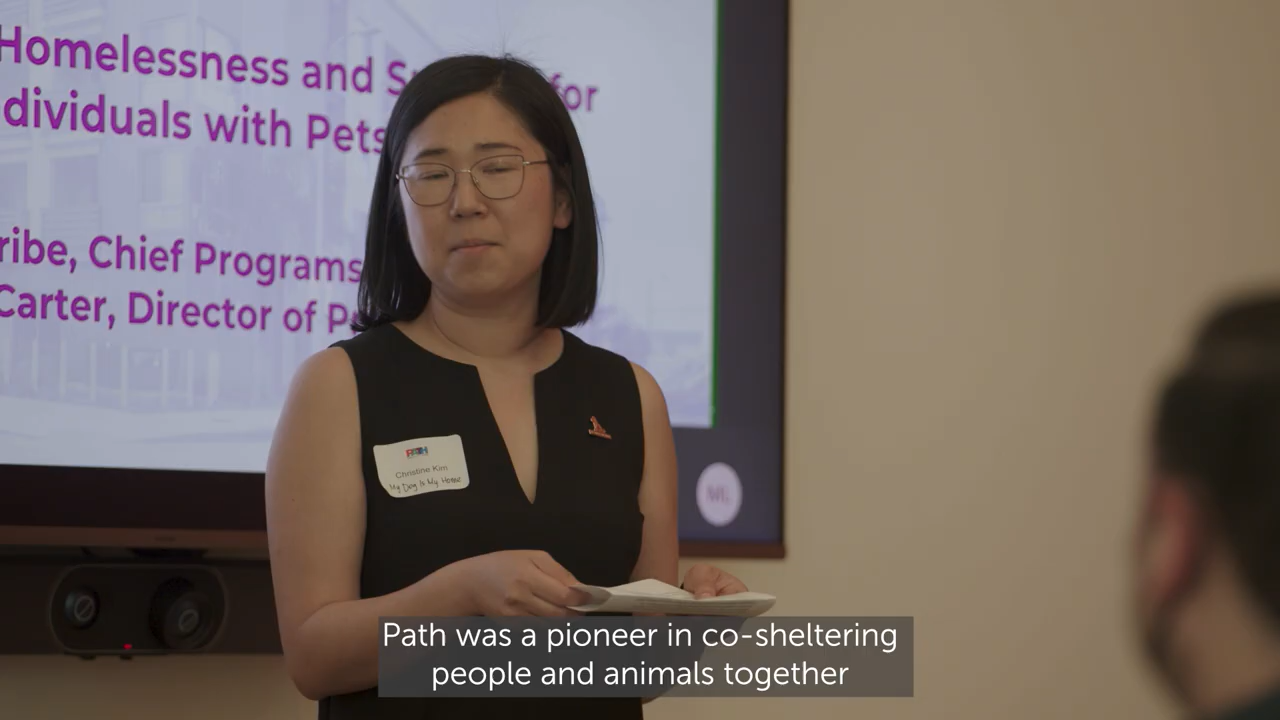 Homelessness and S for
dividuals with Pets
ribe, Chief Programs
Carter, Director of P
PATH
Christine Kim
My Dog Is My Home
Path was a pioneer in co-sheltering
people and animals together